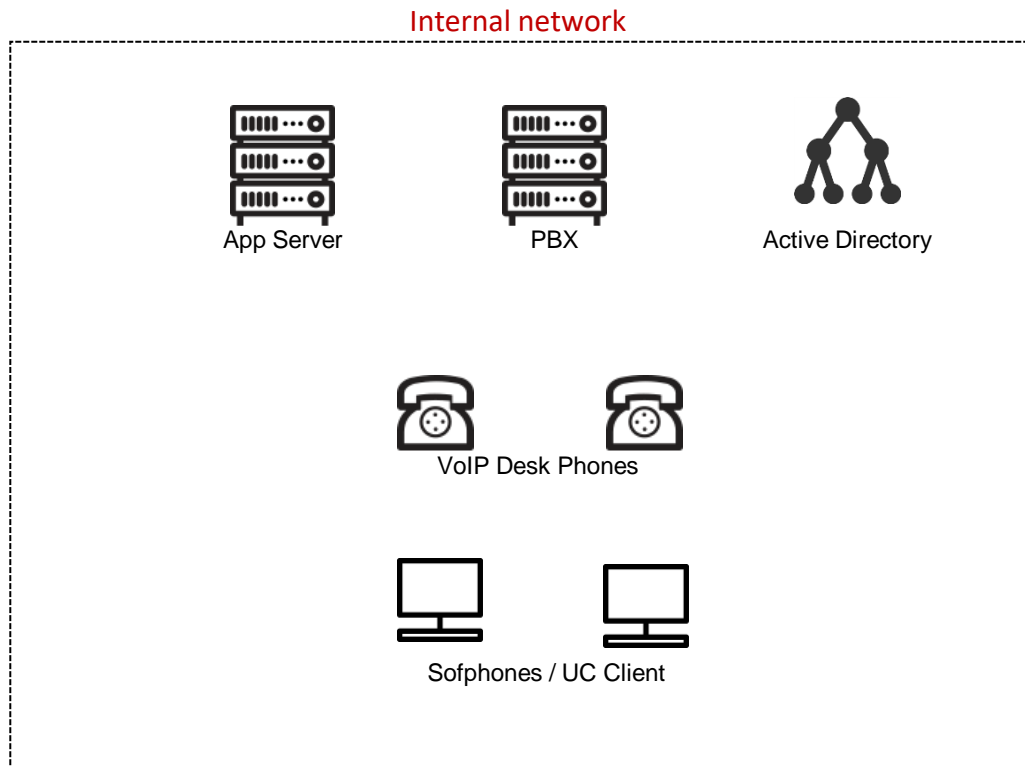 Internal network
App Server
PBX
Active Directory
VoIP Desk Phones
Sofphones / UC Client